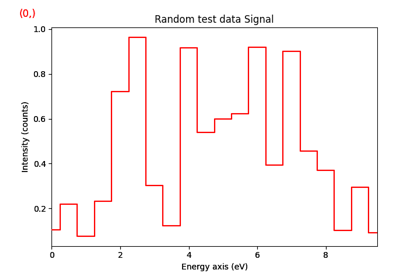 (0,)
Random test data Signal
1.0
0.8
0.6
0.4
0.2
Intensity (counts)
0 2 4 6 8
Energy axis (eV)